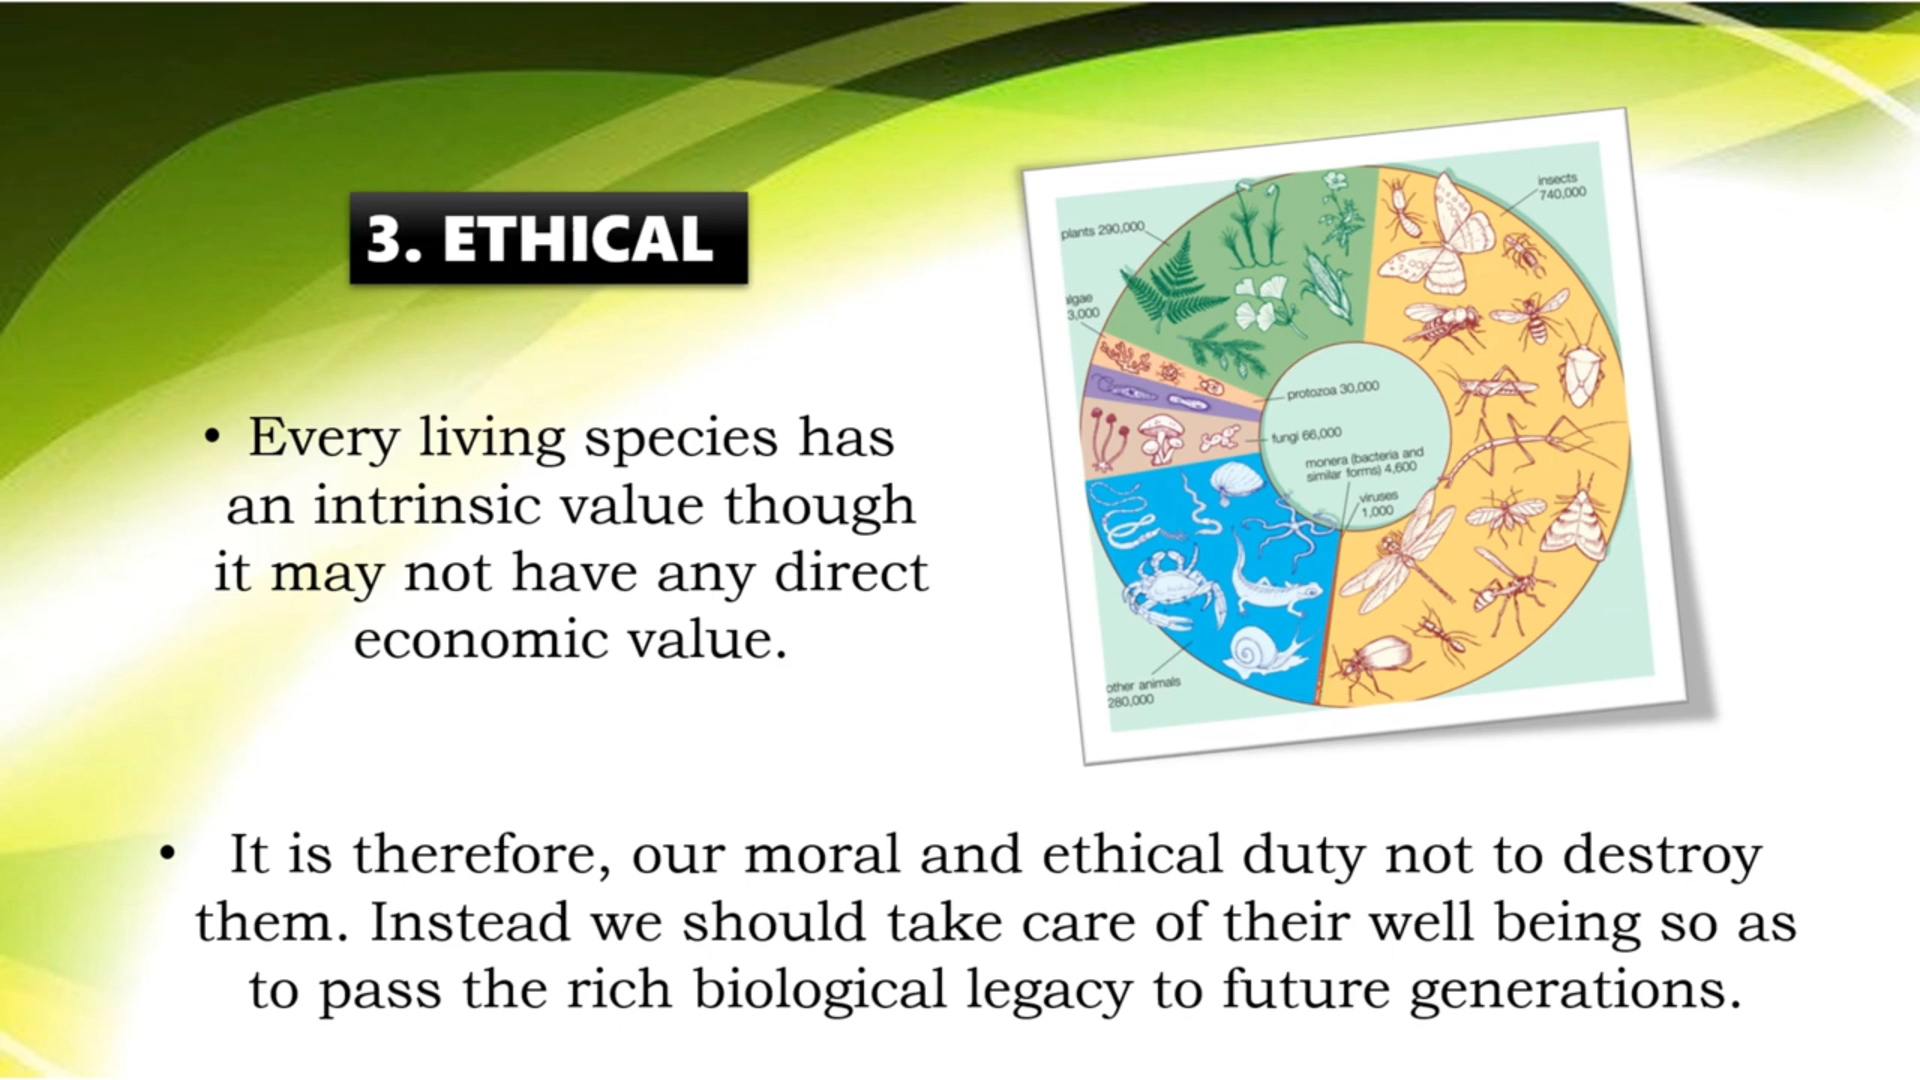 3. ETHICAL
• Every living species has
an intrinsic value though
it may not have any direct
economic value.
plants 290,000
3,000
insects
740,000
protozoa 30,000
fungi 66,000
monera (bacteria and
similar forms) 4,600
viruses
1,000
other animals
280,000
• It is therefore, our moral and ethical duty not to destroy
them. Instead we should take care of their well being so as
to pass the rich biological legacy to future generations.